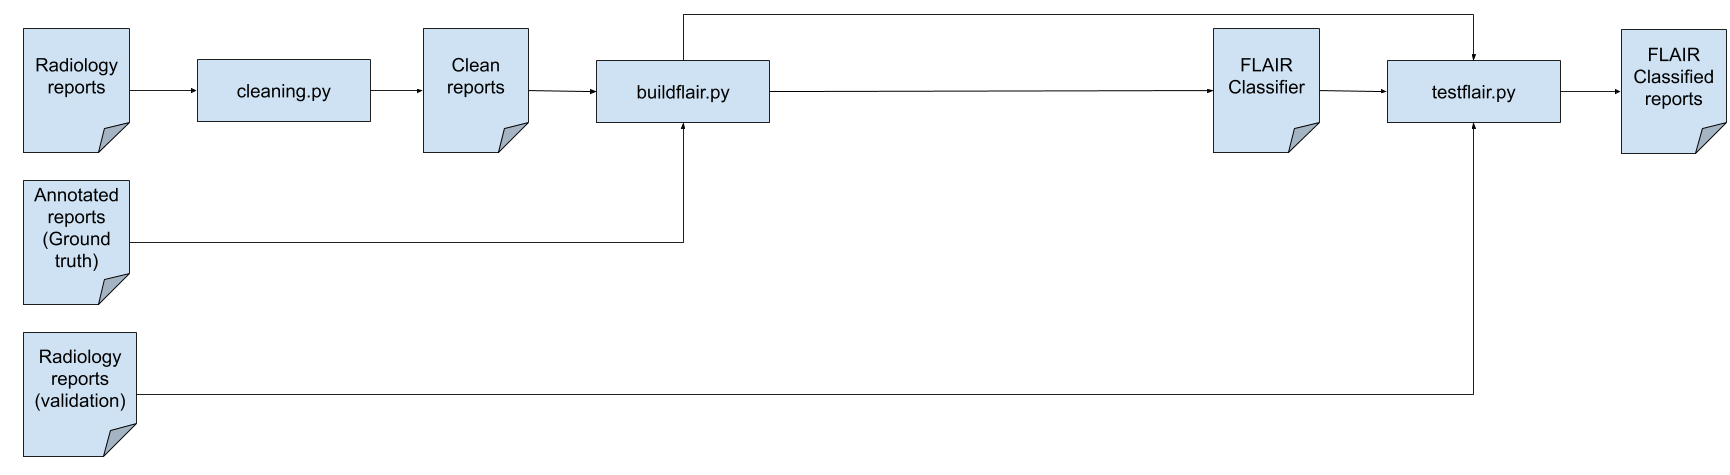 Radiology
reports
cleaning.py
Clean
reports
buildflair.py
FLAIR
Classifier
testflair.py
FLAIR
Classified
reports
Annotated
reports
(Ground
truth)
Radiology
reports
(validation)